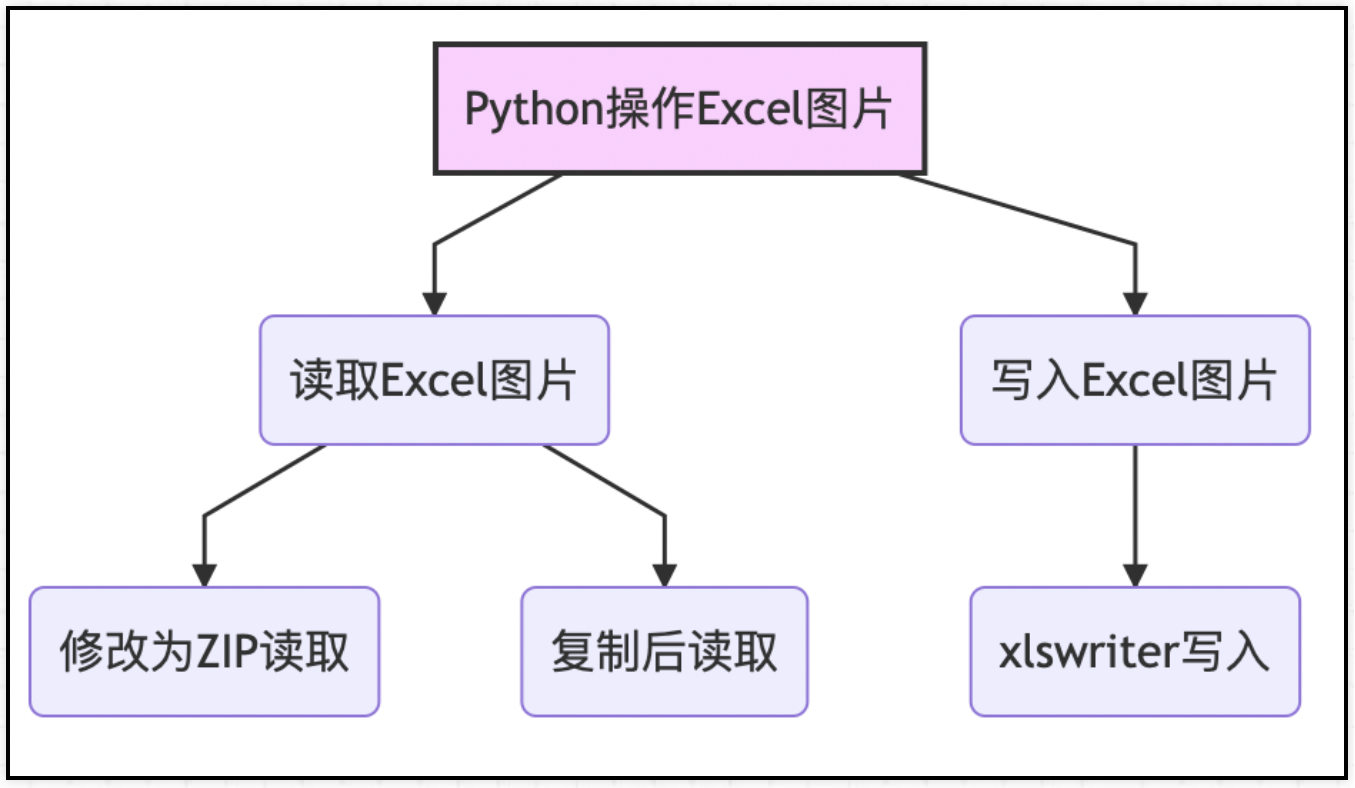 Python操作Excel图片
读取Excel图片
写入Excel图片
修改为ZIP读取
复制后读取
xlswriter写入